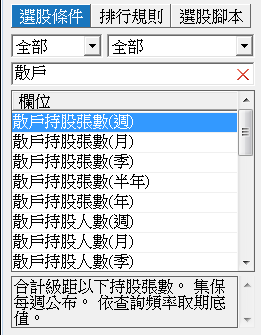 選股條件 排行規則 選股腳本
全部 全部
散戶
欄位
散戶持股張數(週)
散戶持股張數(月)
散戶持股張數(季)
散戶持股張數(半年)
散戶持股張數(年)
散戶持股人數(週)
散戶持股人數(月)
散戶持股人數(季)
合計級距以下持股張數。 集保
每週公布。 依查詢頻率取期底
值。